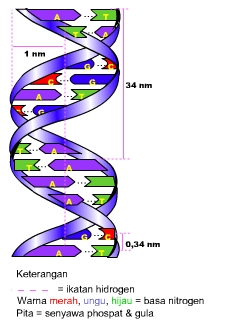 A T
T A
1 nm
G C
34 nm
C G
A T
C G
T A
T A
A T
T A
G C
0,34 nm
A T
Keterangan
_ _ _ _ = ikatan hidrogen
Warna merah, ungu, hijau = basa nitrogen
Pita = senyawa phospat & gula